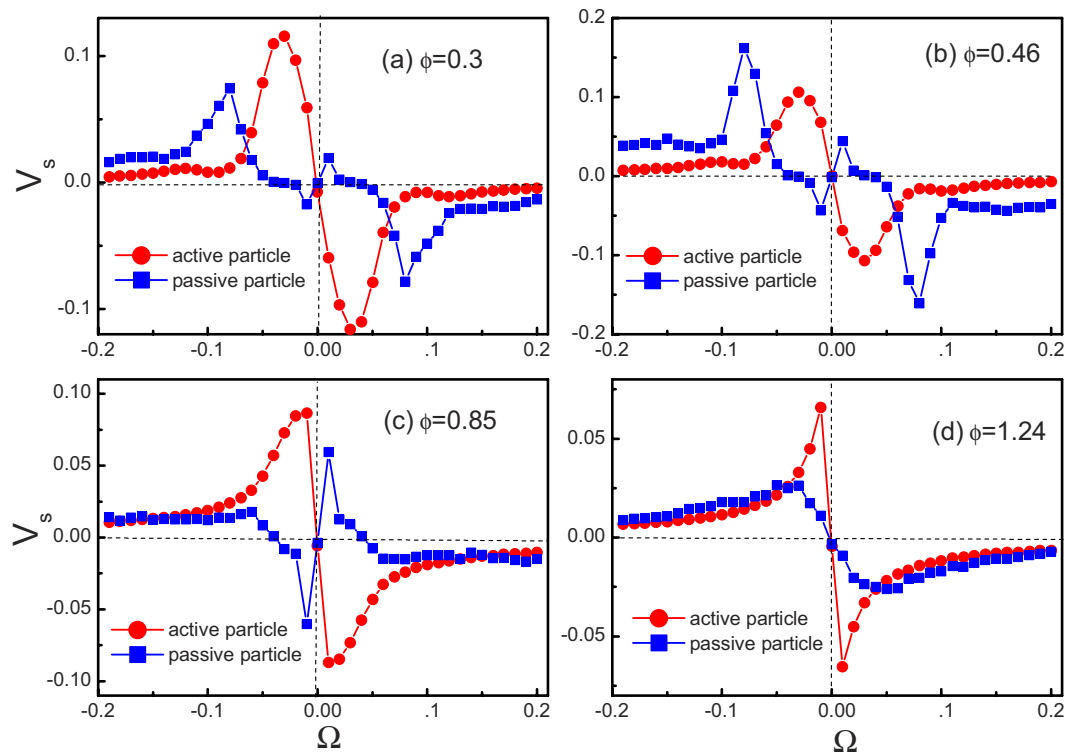 (a) ϕ=0.3
V_s
0.1
0.0
-0.1
active particle
passive particle
-0.2 -0.1 0.00 .1 0.2
(b) ϕ=0.46
0.2
0.1
0.0
-0.1
-0.2
active particle
passive particle
-0.2 -0.1 0.00 .1 0.2
(c) ϕ=0.85
V_s
0.10
0.05
0.00
-0.05
-0.10
active particle
passive particle
-0.2 -0.1 0.00 .1 0.2
Ω
(d) ϕ=1.24
0.05
0.00
-0.05
active particle
passive particle
-0.2 -0.1 0.00 .1 0.2
Ω